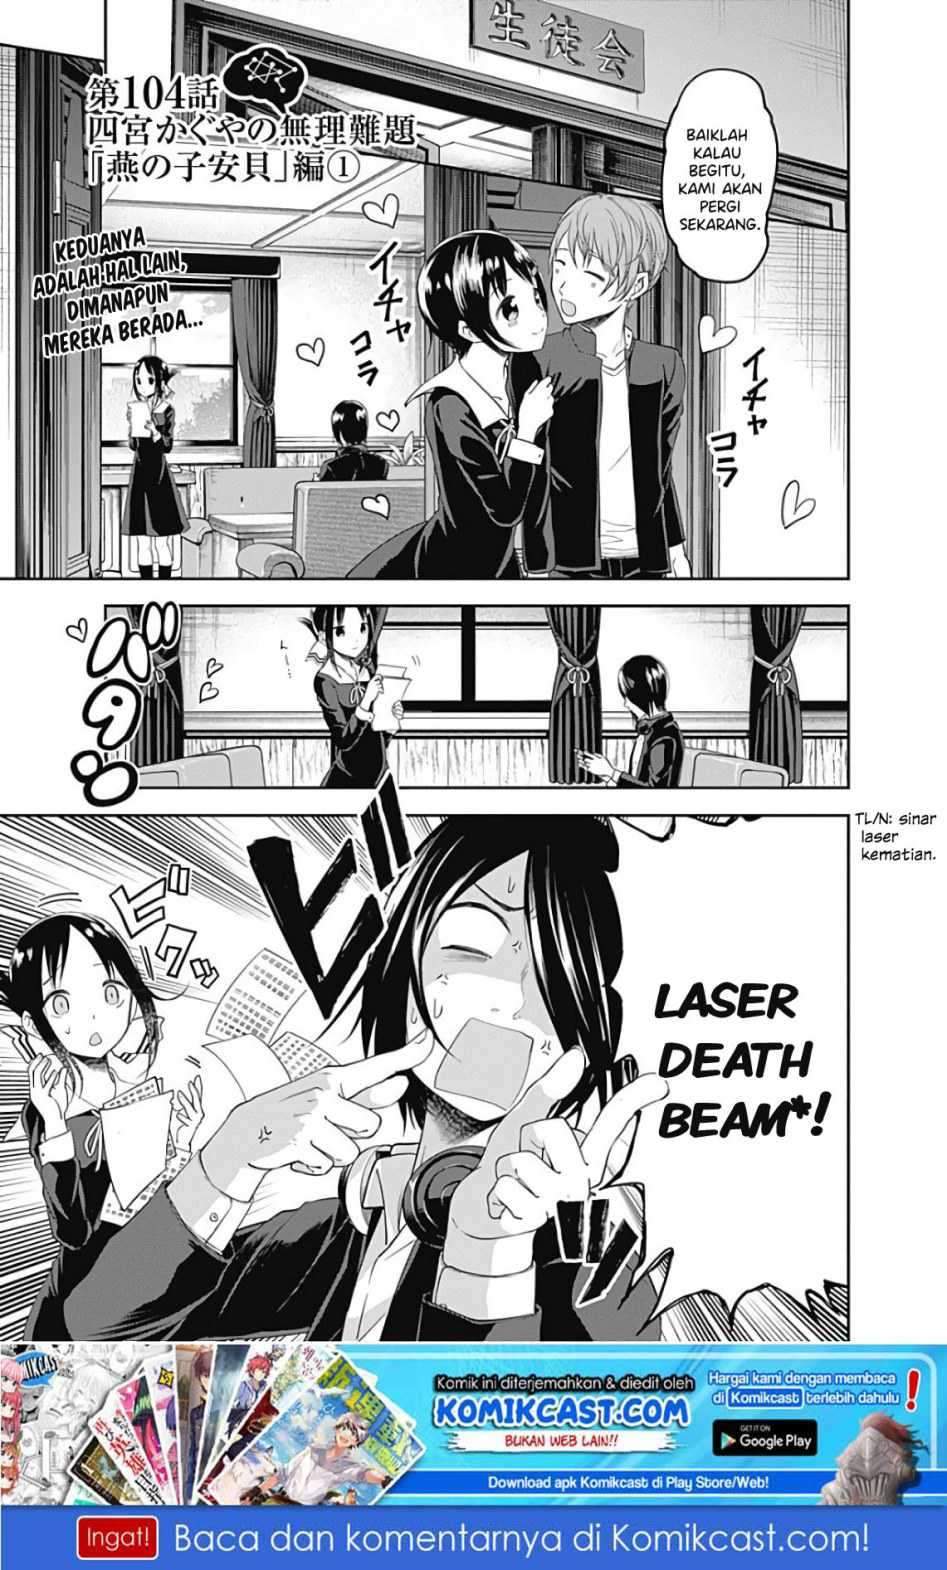 生徒会
第104話
四宮かぐやの無理難題
「燕の子安貝」編①
BAIKLAH
KALAU
BEGITU,
KAMI AKAN
PERGI
SEKARANG.
KEDUANYA
ADALAH HAL LAIN,
DIMANAPUN
MEREKA BERADA...
イチャ
コラ
イチャ
コラ
バタン
ん…
TL/N: sinar
laser
kematian.
ビビ
ビクッ
LASER
DEATH
BEAM*!
Komik ini diterjemahkan & diedit oleh
KOMIKCAST.COM
BUKAN WEB LAIN!!
Hargai kami dengan membaca
di Komikcast terlebih dahulu !
GET IT ON
Google Play
Download apk Komikcast di Play Store/Web!
Ingat! Baca dan komentarnya di Komikcast.com!